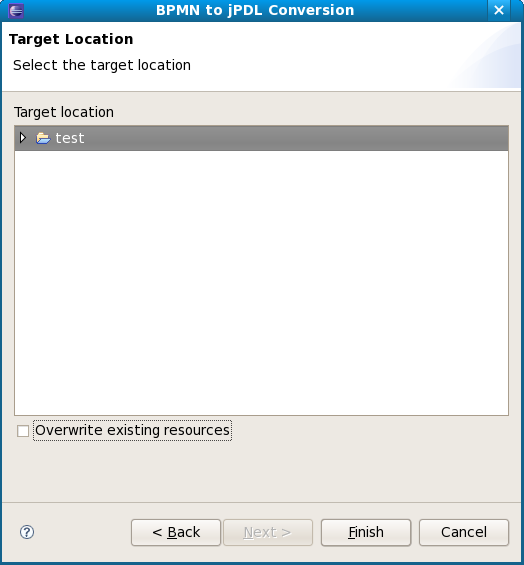 BPMN to jPDL Conversion
Target Location
Select the target location
Target location
test
Overwrite existing resources
< Back Next > Finish Cancel